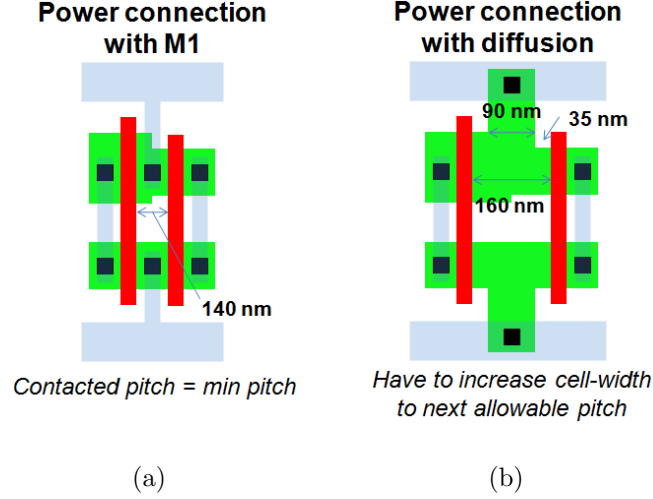 Power connection
with M1
140 nm
Contacted pitch = min pitch
(a)
Power connection
with diffusion
90 nm
35 nm
160 nm
Have to increase cell-width
to next allowable pitch
(b)